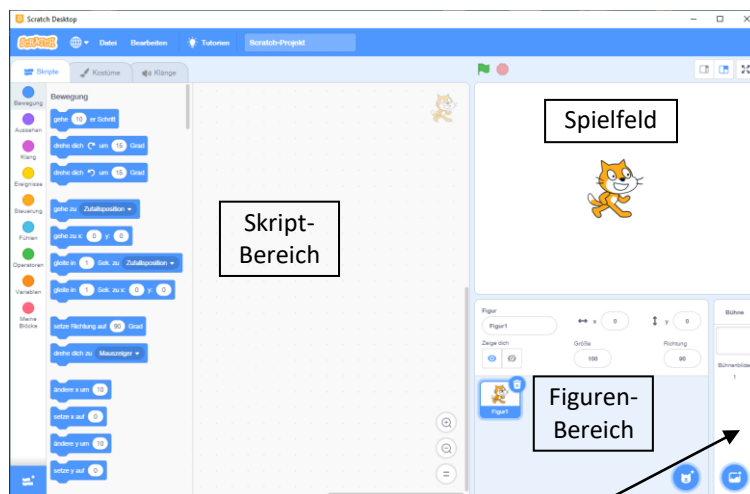 Scratch Desktop
SCRATCH Datei Bearbeiten Tutorien Scratch-Projekt
Skripte Kostüme Klänge
Bewegung
Aussehen
Klang
Ereignisse
Steuerung
Fühlen
Operatoren
Variablen
Meine
Blöcke
Bewegung
gehe 10 er Schritt
drehe dich um 15 Grad
drehe dich um 15 Grad
gehe zu Zufallsposition
gehe zu x: 0 y: 0
gleite in 1 Sek. zu Zufallsposition
gleite in 1 Sek. zu x: 0 y: 0
setze Richtung auf 90 Grad
drehe dich zu Mauszeiger
ändere x um 10
setze x auf 0
ändere y um 10
setze y auf 0
Skript-
Bereich
Spielfeld
Figur
Figur1 x 0 y 0
Zeige dich Größe Richtung
100 90
Figur1
Figuren-
Bereich
Bühne
Bühnenbilder
1